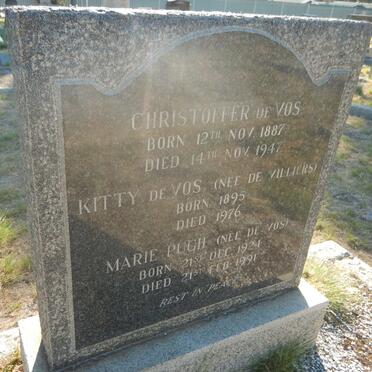 CHRISTOFFER DE VOS
BORN 12TH NOV. 1887
DIED 14TH NOV. 1947
KITTY DE VOS (NEE DE VILLIERS)
BORN 1895
DIED 1976
MARIE PUGH (NEE DE VOS)
BORN 21ST DEC 1924
DIED 21ST FEB 1991
REST IN PEACE